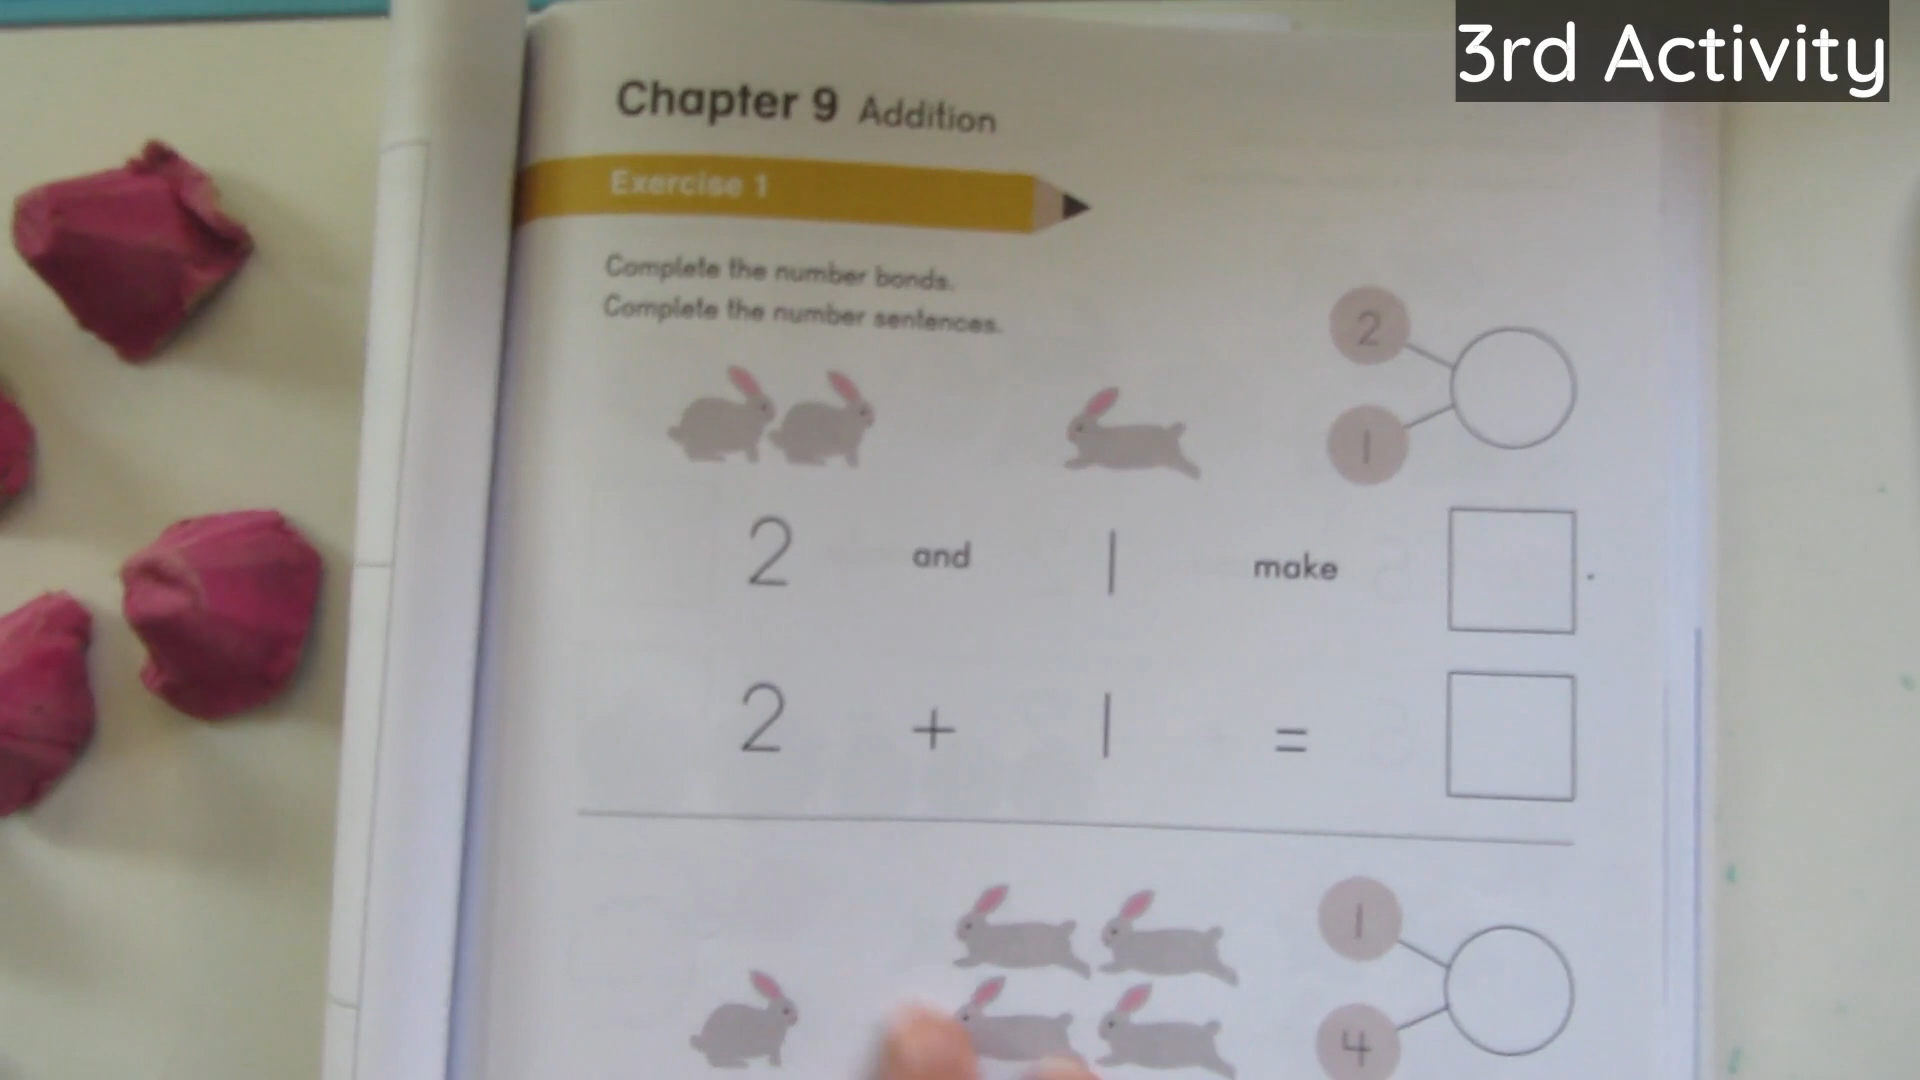 3rd Activity
Chapter 9 Addition
Exercise 1
Complete the number bonds.
Complete the number sentences.
2
1
2 and 1 make .
2 + 1 =
1
4